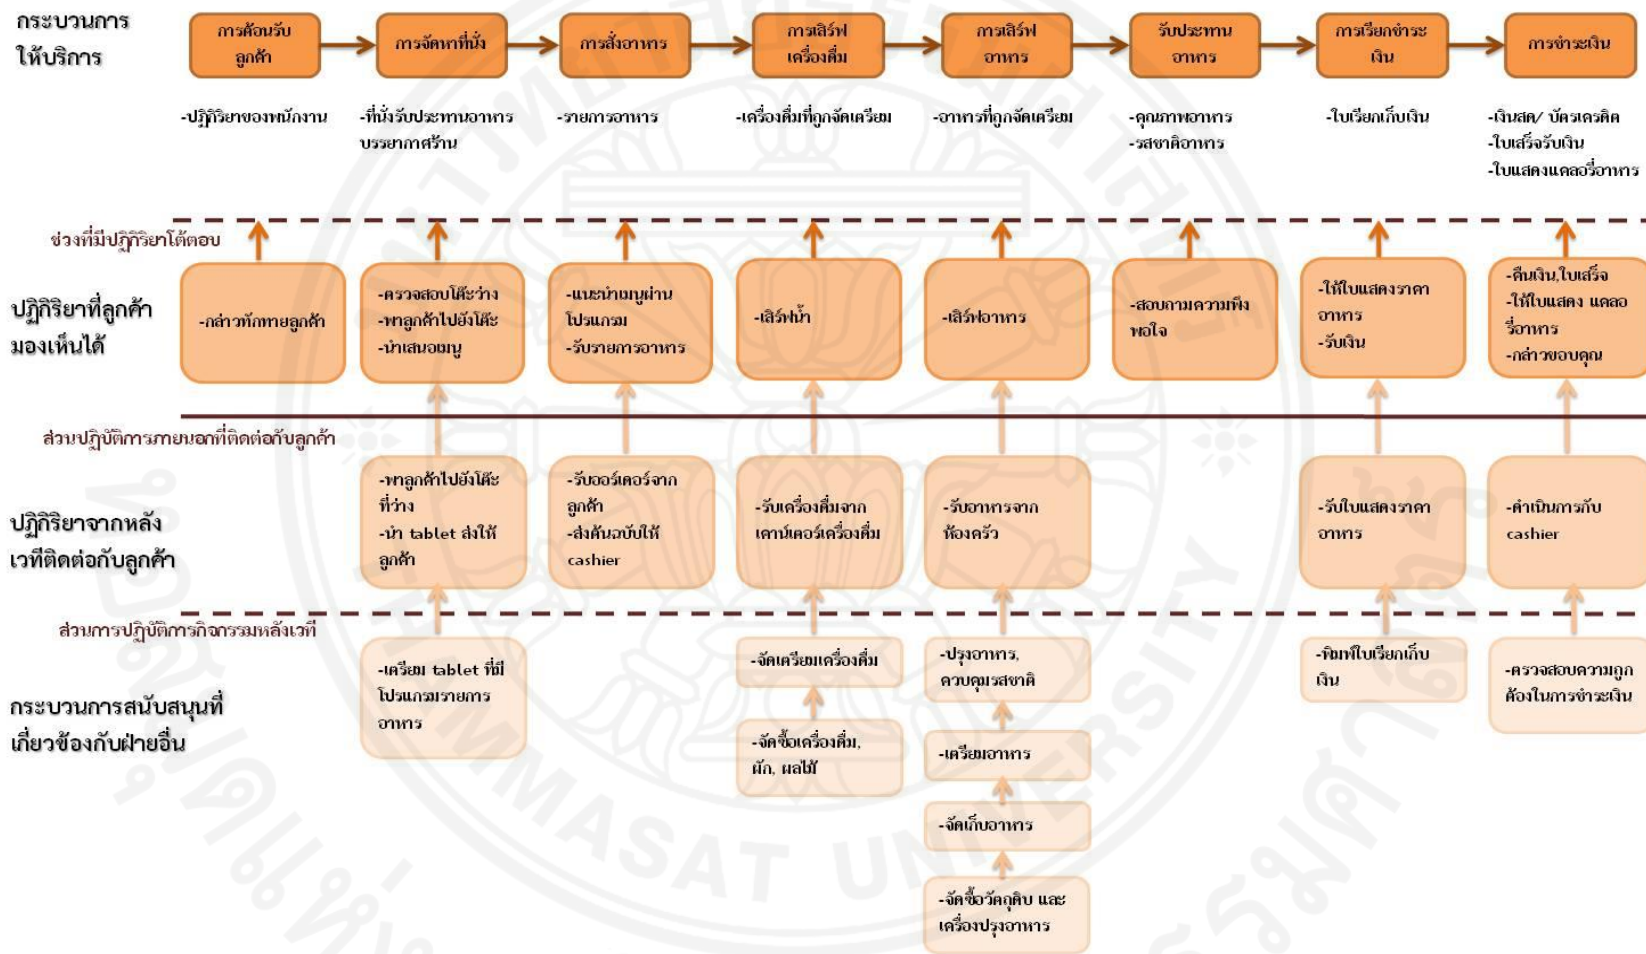 กระบวนการ
ให้บริการ
การต้อนรับ
ลูกค้า
การจัดหาที่นั่ง
การสั่งอาหาร
การเสิร์ฟ
เครื่องดื่ม
การเสิร์ฟ
อาหาร
รับประทาน
อาหาร
การเรียกชำระ
เงิน
การชำระเงิน
-ปฏิกิริยาของพนักงาน
-ที่นั่งรับประทานอาหาร
บรรยากาศร้าน
-รายการอาหาร
-เครื่องดื่มที่ถูกจัดเตรียม
-อาหารที่ถูกจัดเตรียม
-คุณภาพอาหาร
-รสชาติอาหาร
-ใบเรียกเก็บเงิน
-เงินสด/ บัตรเครดิต
-ใบเสร็จรับเงิน
-ใบแสดงแคลอรี่อาหาร
ช่วงที่มีปฏิกิริยาโต้ตอบ
ปฏิกิริยาที่ลูกค้า
มองเห็นได้
-กล่าวทักทายลูกค้า
-ตรวจสอบโต๊ะว่าง
-พาลูกค้าไปยังโต๊ะ
-นำเสนอเมนู
-แนะนำเมนูผ่าน
โปรแกรม
-รับรายการอาหาร
-เสิร์ฟน้ำ
-เสิร์ฟอาหาร
-สอบถามความพึง
พอใจ
-ให้ใบแสดงราคา
อาหาร
-รับเงิน
-คืนเงิน,ใบเสร็จ
-ให้ใบแสดง แคลอ
รี่อาหาร
-กล่าวขอบคุณ
ส่วนปฏิบัติการภายนอกที่ติดต่อกับลูกค้า
ปฏิกิริยาจากหลัง
เวทีติดต่อกับลูกค้า
-พาลูกค้าไปยังโต๊ะ
ที่ว่าง
-นำ tablet ส่งให้
ลูกค้า
-รับออร์เดอร์จาก
ลูกค้า
-ส่งต้นฉบับให้
cashier
-รับเครื่องดื่มจาก
เคาน์เตอร์เครื่องดื่ม
-รับอาหารจาก
ห้องครัว
-รับใบแสดงราคา
อาหาร
-ดำเนินการกับ
cashier
ส่วนการปฏิบัติการกิจกรรมหลังเวที
กระบวนการสนับสนุนที่
เกี่ยวข้องกับฝ่ายอื่น
-เตรียม tablet ที่มี
โปรแกรมรายการ
อาหาร
-จัดเตรียมเครื่องดื่ม
-จัดซื้อเครื่องดื่ม,
ผัก, ผลไม้
-ปรุงอาหาร,
ควบคุมรสชาติ
-เตรียมอาหาร
-จัดเก็บอาหาร
-จัดซื้อวัตถุดิบ และ
เครื่องปรุงอาหาร
-พิมพ์ใบเรียกเก็บ
เงิน
-ตรวจสอบความถูก
ต้องในการชำระเงิน
THAMMASAT UNIVERSITY